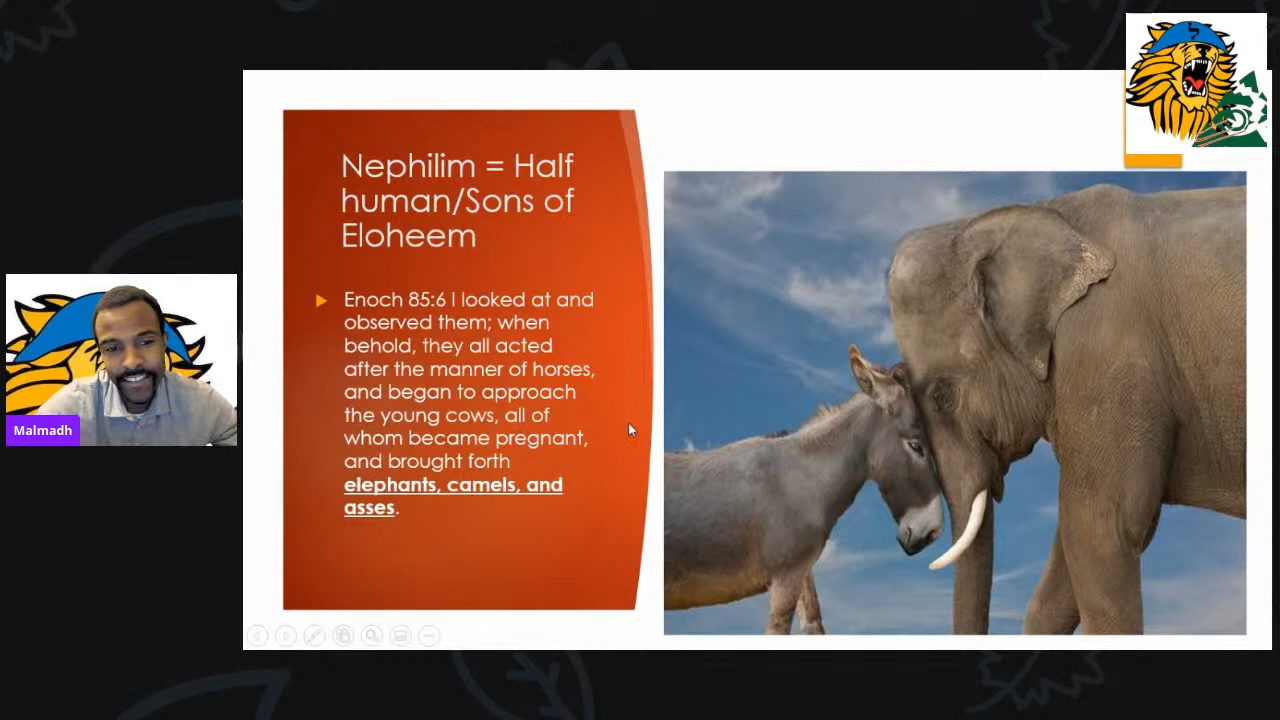 Nephilim = Half
human/Sons of
Eloheem
Enoch 85:6 I looked at and
observed them; when
behold, they all acted
after the manner of horses,
and began to approach
the young cows, all of
whom became pregnant,
and brought forth
elephants, camels, and
asses.
Malmadh